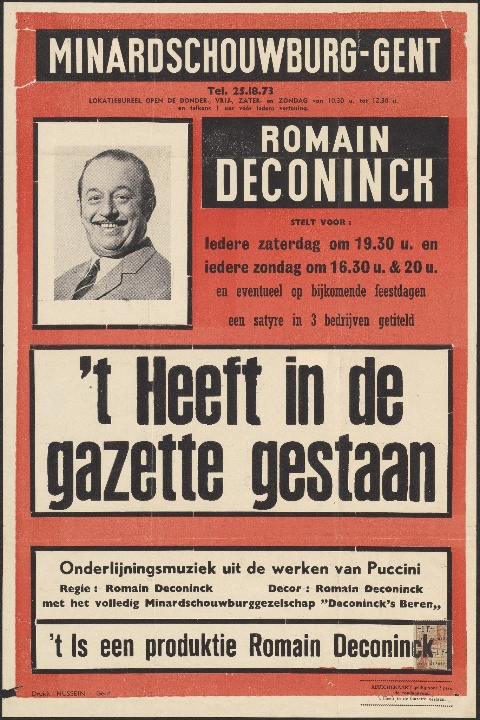 MINARDSCHOUWBURG-GENT
Tel. 25.18.73
LOKATIEBUREEL OPEN DE DONDER-, VRIJ-, ZATER- en ZONDAG van 10.30 u. tot 12.30 u.
en telkens 1 uur vóór iedere vertoning.
ROMAIN
DECONINCK
STELT VOOR :
Iedere zaterdag om 19.30 u. en
iedere zondag om 16.30 u. & 20 u.
en eventueel op bijkomende feestdagen
een satyre in 3 bedrijven getiteld
't Heeft in de
gazette gestaan
Onderlijningsmuziek uit de werken van Puccini
Regie : Romain Deconinck Decor : Romain Deconinck
met het volledig Minardschouwburggezelschap "Deconinck's Beren„
't Is een produktie Romain Deconinck
Drukk. HUSSEIN Gent